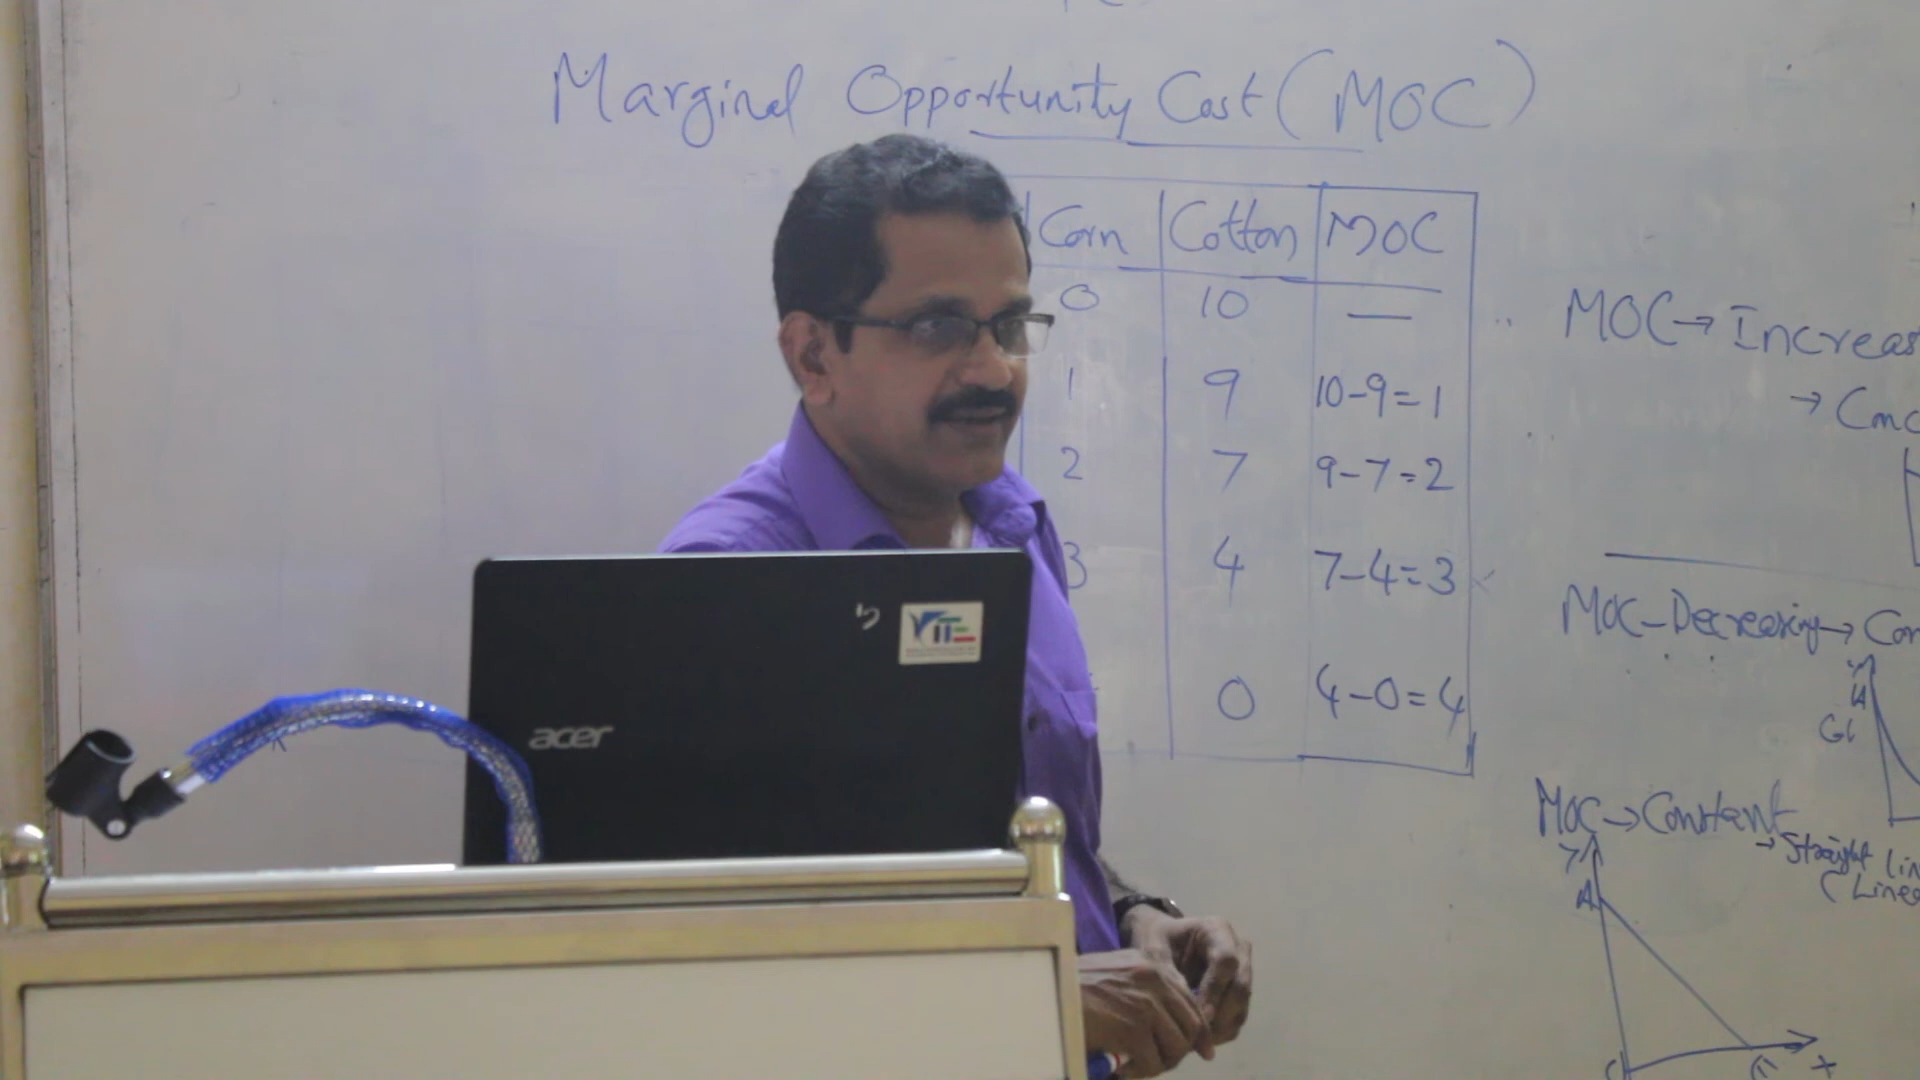 Marginal Opportunity Cost (MOC)
Corn Cotton MOC
0 10 —
1 9 10-9=1
2 7 9-7=2
3 4 7-4=3
0 4-0=4
MOC→ Increas
→
MOC-Decreasing→ Con
A
MOC→Constant
→ Straight lin
(Linea
Y
A
X
acer